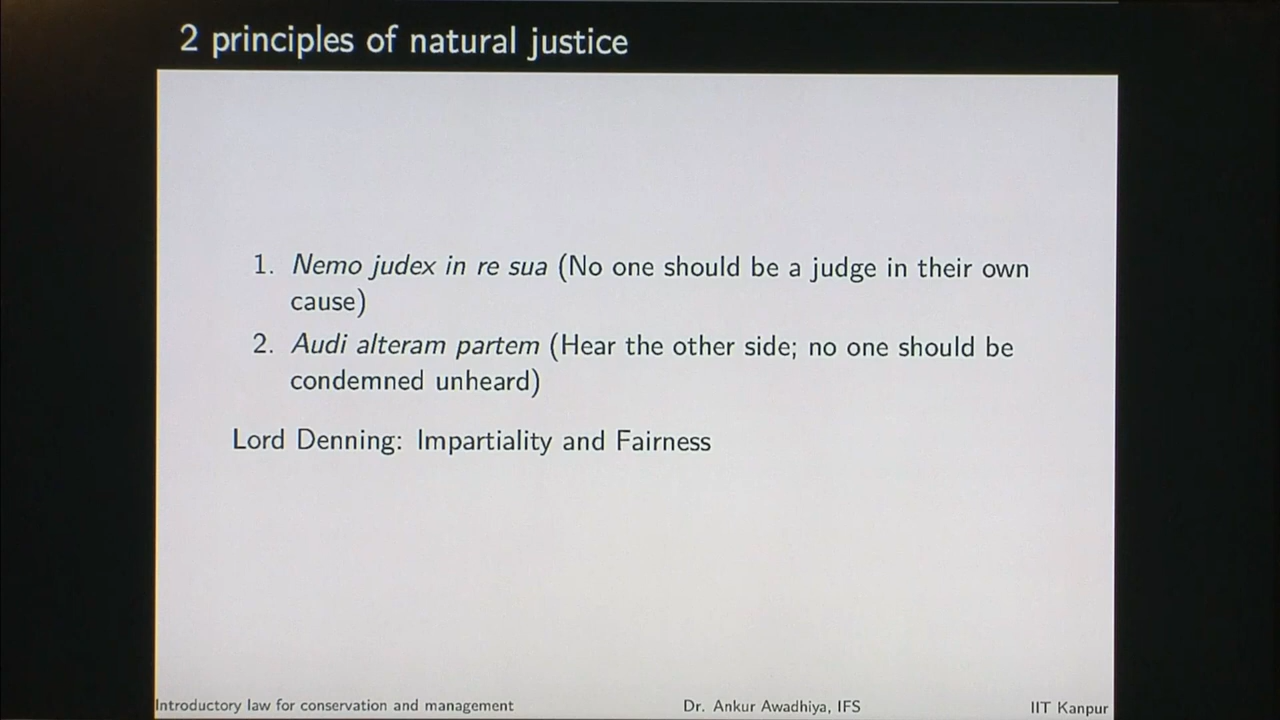 2 principles of natural justice
1. Nemo judex in re sua (No one should be a judge in their own
cause)
2. Audi alteram partem (Hear the other side; no one should be
condemned unheard)
Lord Denning: Impartiality and Fairness
Introductory law for conservation and management Dr. Ankur Awadhiya, IFS IIT Kanpur